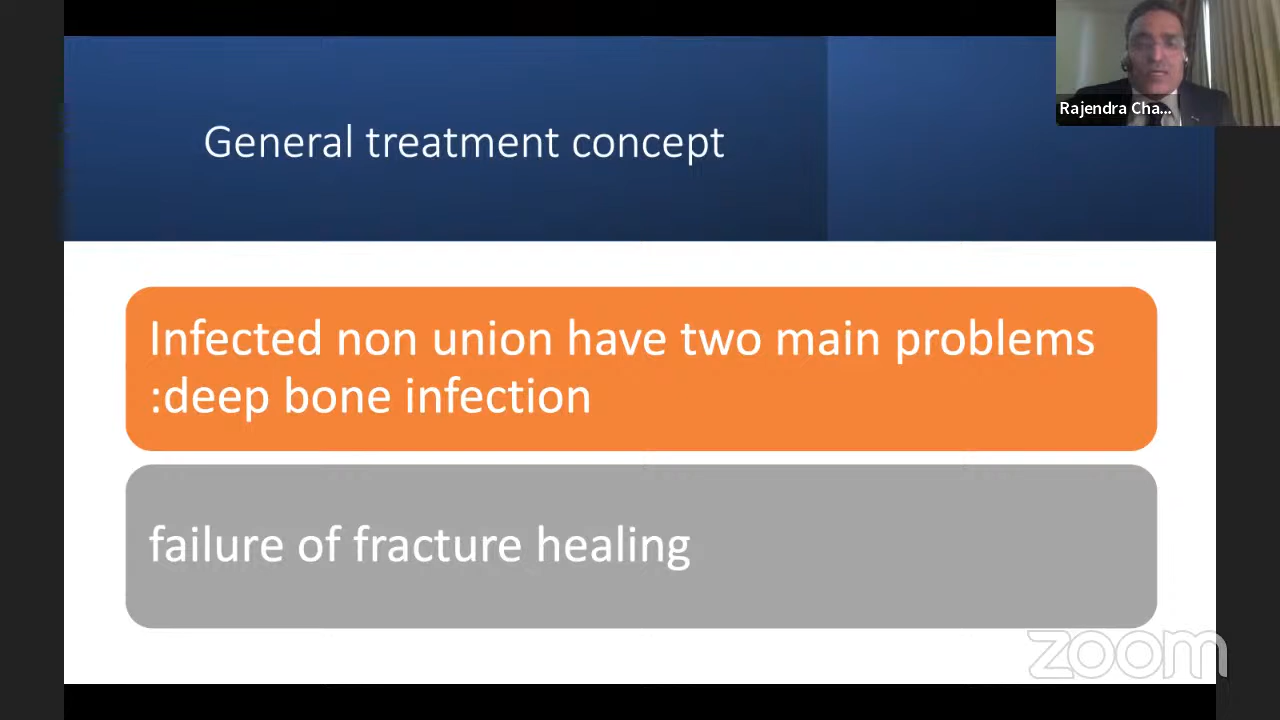 Rajendra Cha...
General treatment concept
Infected non union have two main problems
:deep bone infection
failure of fracture healing
zoom